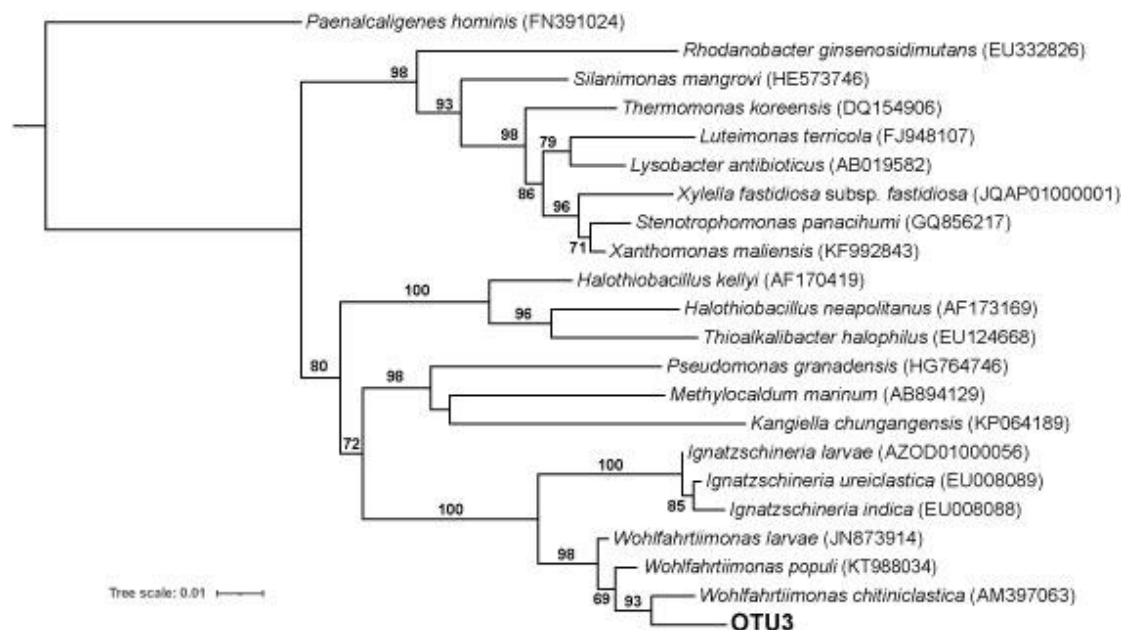 Paenalcaligenes hominis (FN391024)
Rhodanobacter ginsenosidimutans (EU332826)
98
Silanimonas mangrovi (HE573746)
93
Thermomonas koreensis (DQ154906)
98
Luteimonas terricola (FJ948107)
79
Lysobacter antibioticus (AB019582)
86
Xylella fastidiosa subsp. fastidiosa (JQAP01000001)
96
Stenotrophomonas panacihumi (GQ856217)
71
Xanthomonas maliensis (KF992843)
Halothiobacillus kellyi (AF170419)
100
Halothiobacillus neapolitanus (AF173169)
96
Thioalkalibacter halophilus (EU124668)
80
Pseudomonas granadensis (HG764746)
98
Methylocaldum marinum (AB894129)
Kangiella chungangensis (KP064189)
72
Ignatzschineria larvae (AZOD01000056)
100
Ignatzschineria ureiclastica (EU008089)
85
Ignatzschineria indica (EU008088)
100
Wohlfahrtiimonas larvae (JN873914)
98
Wohlfahrtiimonas populi (KT988034)
69
Wohlfahrtiimonas chitiniclastica (AM397063)
93
OTU3
Tree scale: 0.01